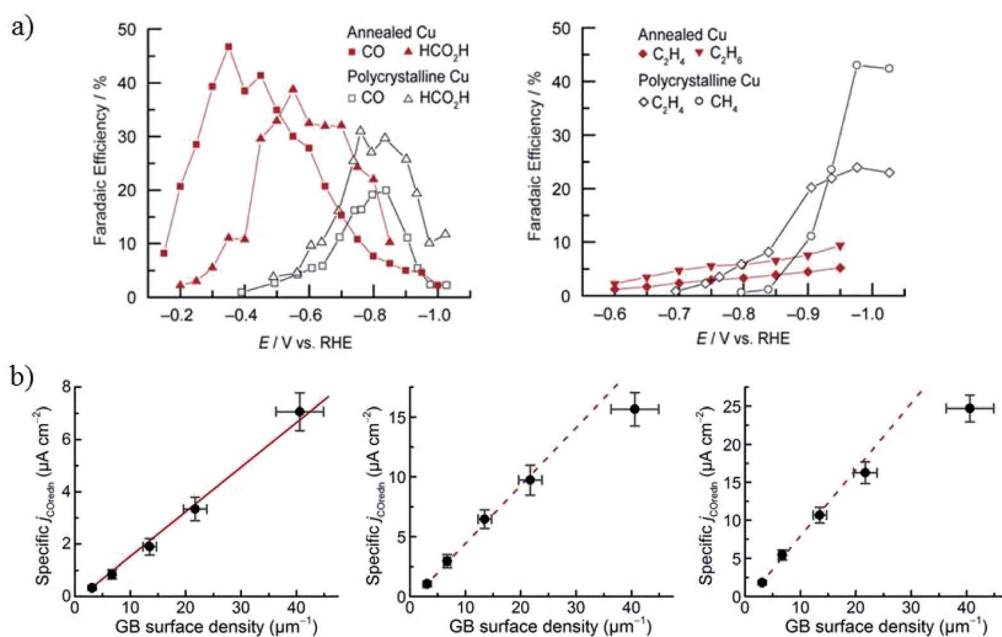 a)
Annealed Cu
CO HCO₂H
Polycrystalline Cu
CO HCO₂H
Faradaic Efficiency / %
50
40
30
20
10
0
−0.2 −0.4 −0.6 −0.8 −1.0
E / V vs. RHE
Annealed Cu
C₂H₄ C₂H₆
Polycrystalline Cu
C₂H₄ CH₄
Faradaic Efficiency / %
50
40
30
20
10
0
−0.6 −0.7 −0.8 −0.9 −1.0
E / V vs. RHE
b)
Specific jCOredn (μA cm⁻²)
8
6
4
2
0
0 10 20 30 40
GB surface density (μm⁻¹)
Specific jCOredn (μA cm⁻²)
15
10
5
0
0 10 20 30 40
GB surface density (μm⁻¹)
Specific jCOredn (μA cm⁻²)
25
20
15
10
5
0
0 10 20 30 40
GB surface density (μm⁻¹)